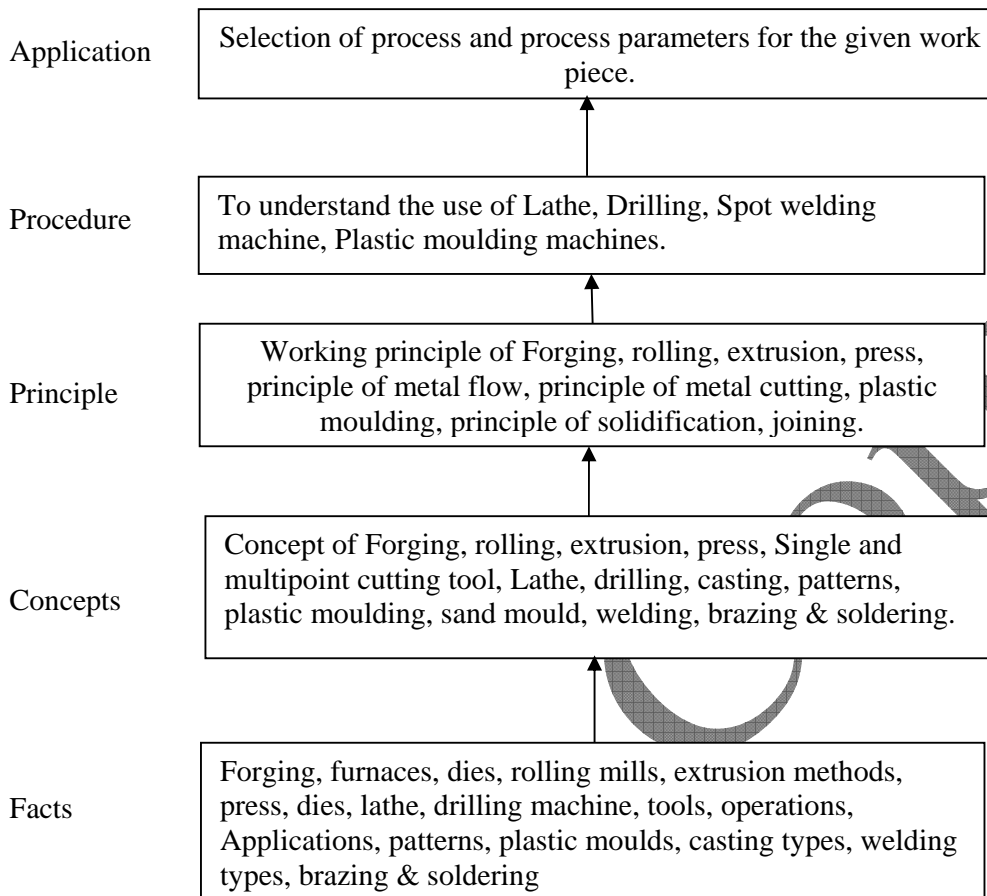 Application
Selection of process and process parameters for the given work
piece.
Procedure
To understand the use of Lathe, Drilling, Spot welding
machine, Plastic moulding machines.
Principle
Working principle of Forging, rolling, extrusion, press,
principle of metal flow, principle of metal cutting, plastic
moulding, principle of solidification, joining.
Concepts
Concept of Forging, rolling, extrusion, press, Single and
multipoint cutting tool, Lathe, drilling, casting, patterns,
plastic moulding, sand mould, welding, brazing & soldering.
Facts
Forging, furnaces, dies, rolling mills, extrusion methods,
press, dies, lathe, drilling machine, tools, operations,
Applications, patterns, plastic moulds, casting types, welding
types, brazing & soldering